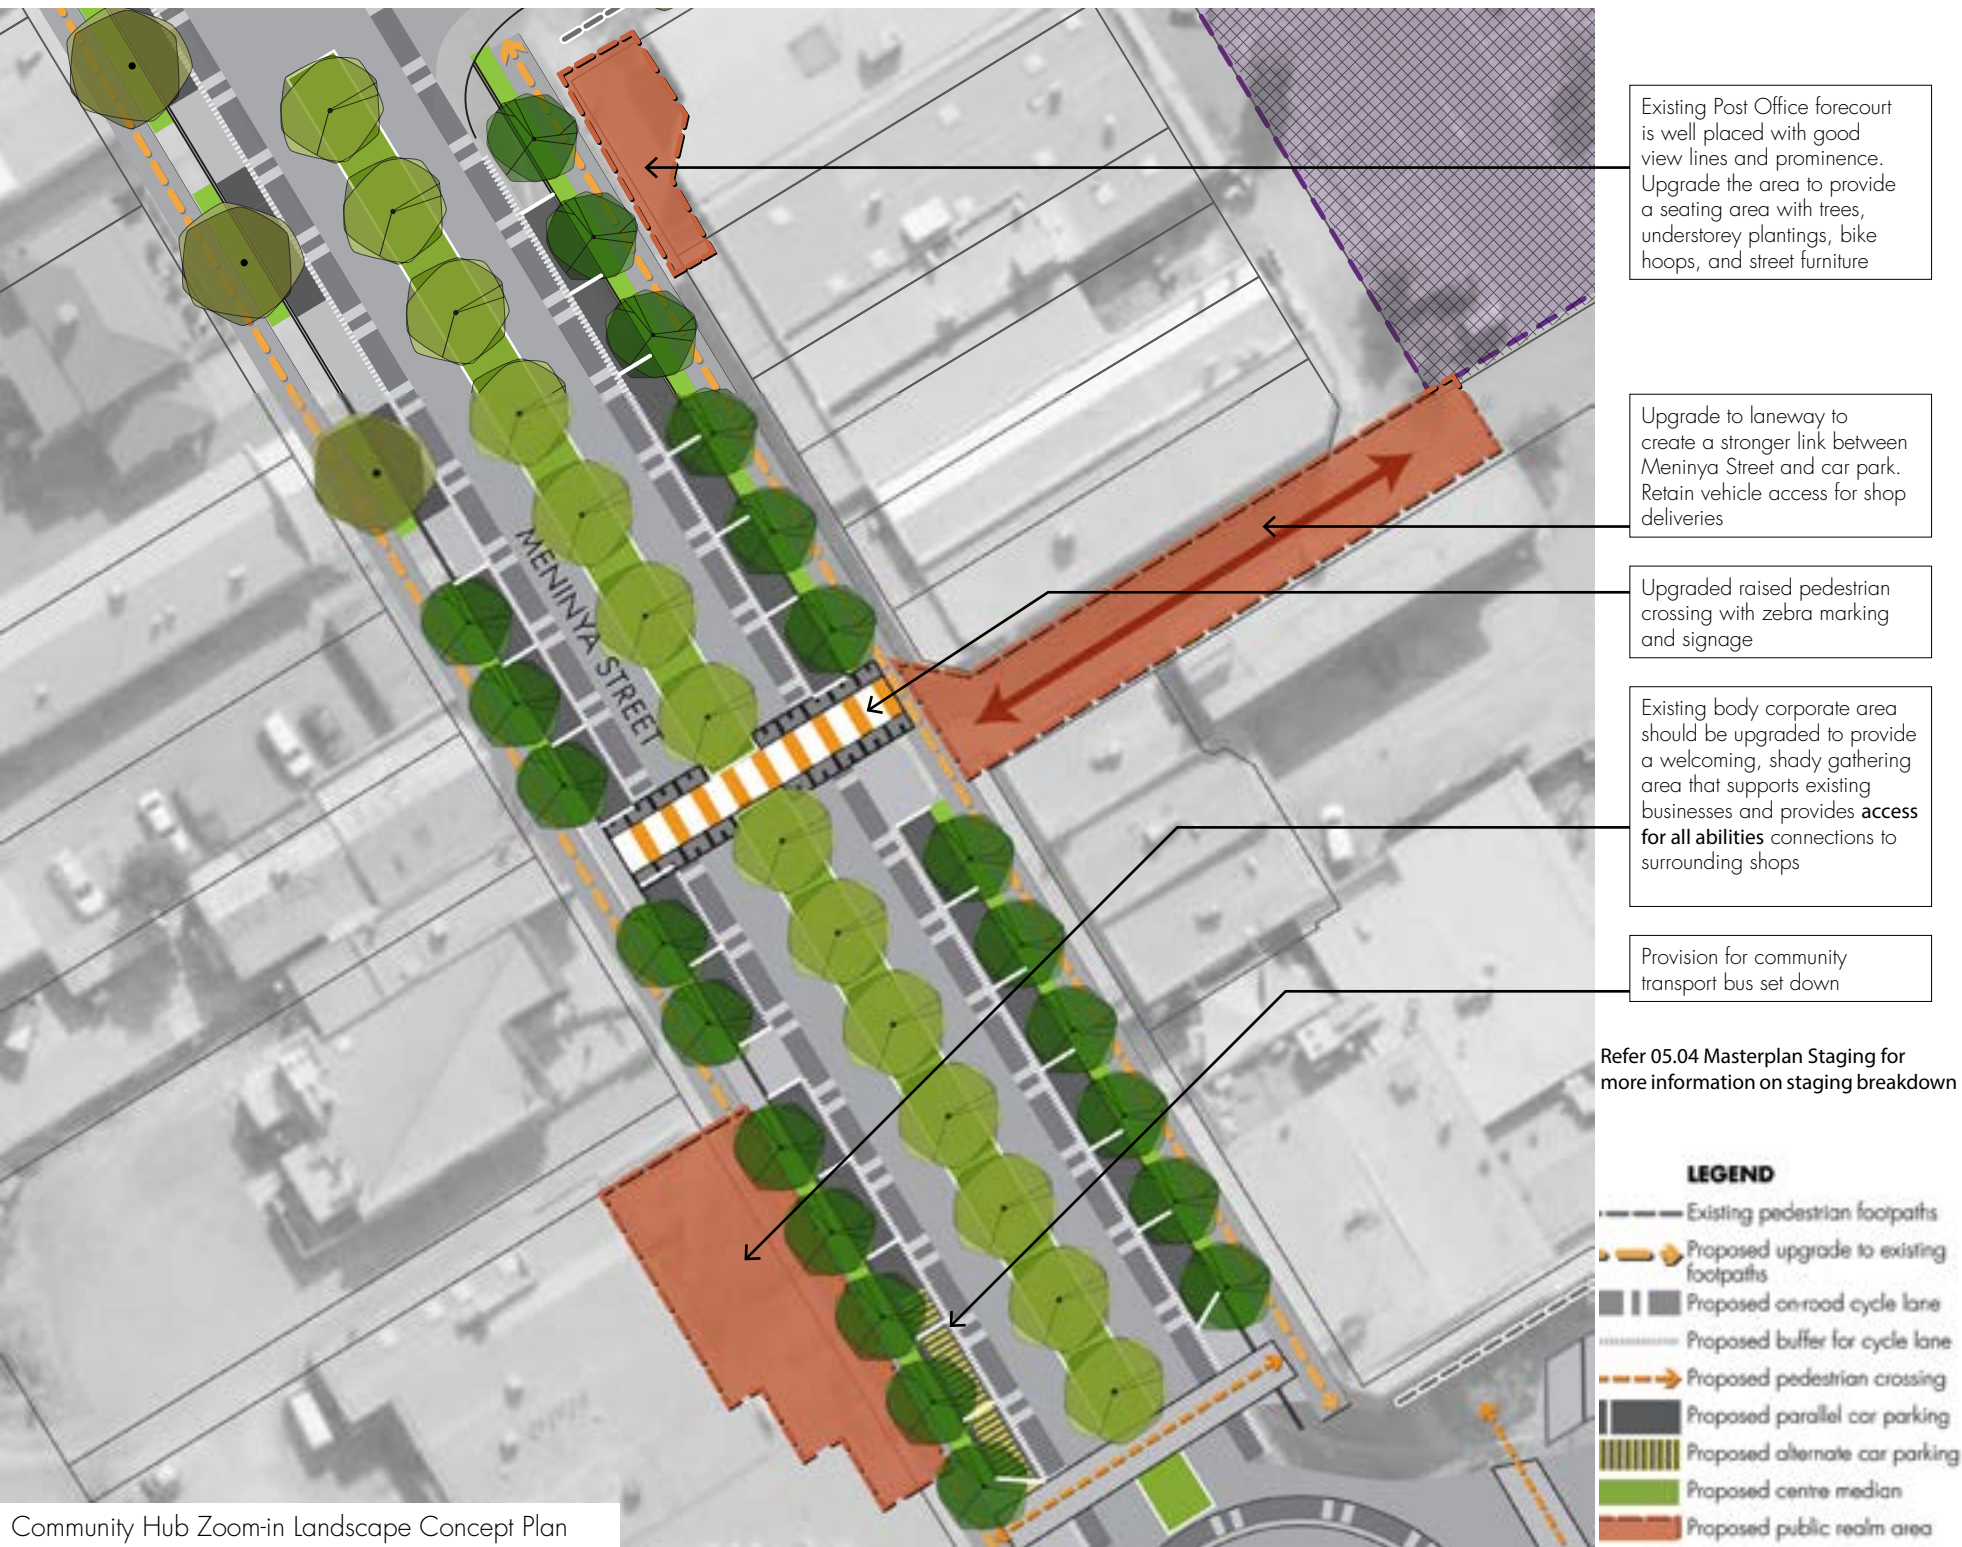 Existing Post Office forecourt
is well placed with good
view lines and prominence.
Upgrade the area to provide
a seating area with trees,
understorey plantings, bike
hoops, and street furniture
Upgrade to laneway to
create a stronger link between
Meninya Street and car park.
Retain vehicle access for shop
deliveries
Upgraded raised pedestrian
crossing with zebra marking
and signage
Existing body corporate area
should be upgraded to provide
a welcoming, shady gathering
area that supports existing
businesses and provides access
for all abilities connections to
surrounding shops
Provision for community
transport bus set down
Refer 05.04 Masterplan Staging for
more information on staging breakdown
MENINYA STREET
LEGEND
Existing pedestrian footpaths
Proposed upgrade to existing
footpaths
Proposed on-road cycle lane
Proposed buffer for cycle lane
Proposed pedestrian crossing
Proposed parallel car parking
Proposed alternate car parking
Proposed centre median
Proposed public realm area
Community Hub Zoom-in Landscape Concept Plan